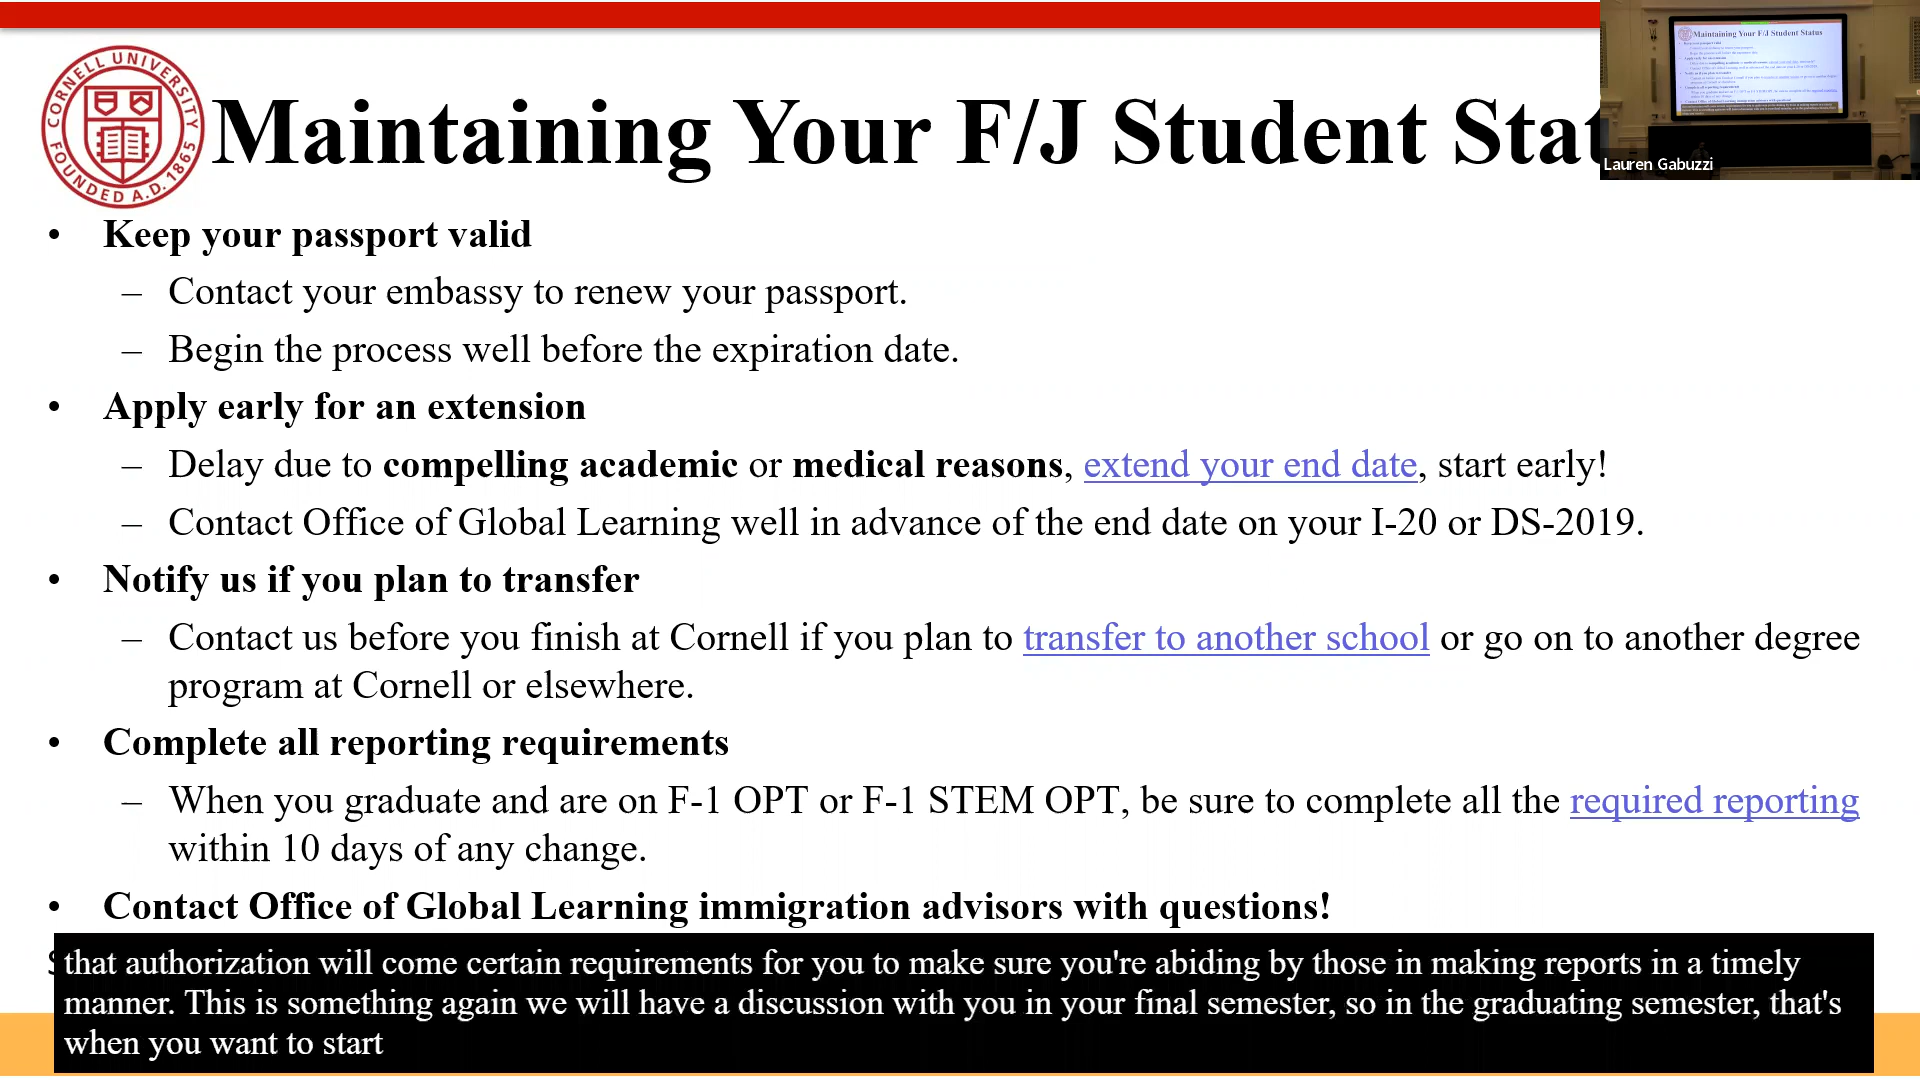 CORNELL UNIVERSITY
FOUNDED A.D. 1865
Maintaining Your F/J Student Stat
Maintaining Your F/J Student Status
Lauren Gabuzzi
• Keep your passport valid
– Contact your embassy to renew your passport.
– Begin the process well before the expiration date.
• Apply early for an extension
– Delay due to compelling academic or medical reasons, extend your end date, start early!
– Contact Office of Global Learning well in advance of the end date on your I-20 or DS-2019.
• Notify us if you plan to transfer
– Contact us before you finish at Cornell if you plan to transfer to another school or go on to another degree
program at Cornell or elsewhere.
• Complete all reporting requirements
– When you graduate and are on F-1 OPT or F-1 STEM OPT, be sure to complete all the required reporting
within 10 days of any change.
• Contact Office of Global Learning immigration advisors with questions!
that authorization will come certain requirements for you to make sure you're abiding by those in making reports in a timely
manner. This is something again we will have a discussion with you in your final semester, so in the graduating semester, that's
when you want to start